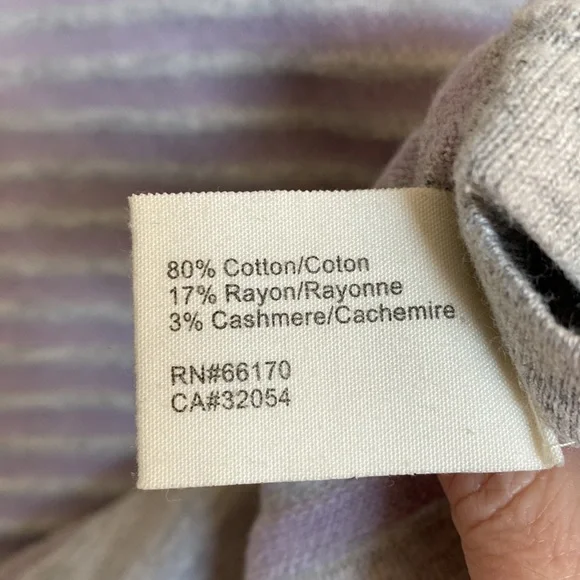 80% Cotton/Coton
17% Rayon/Rayonne
3% Cashmere/Cachemire
RN#66170
CA#32054